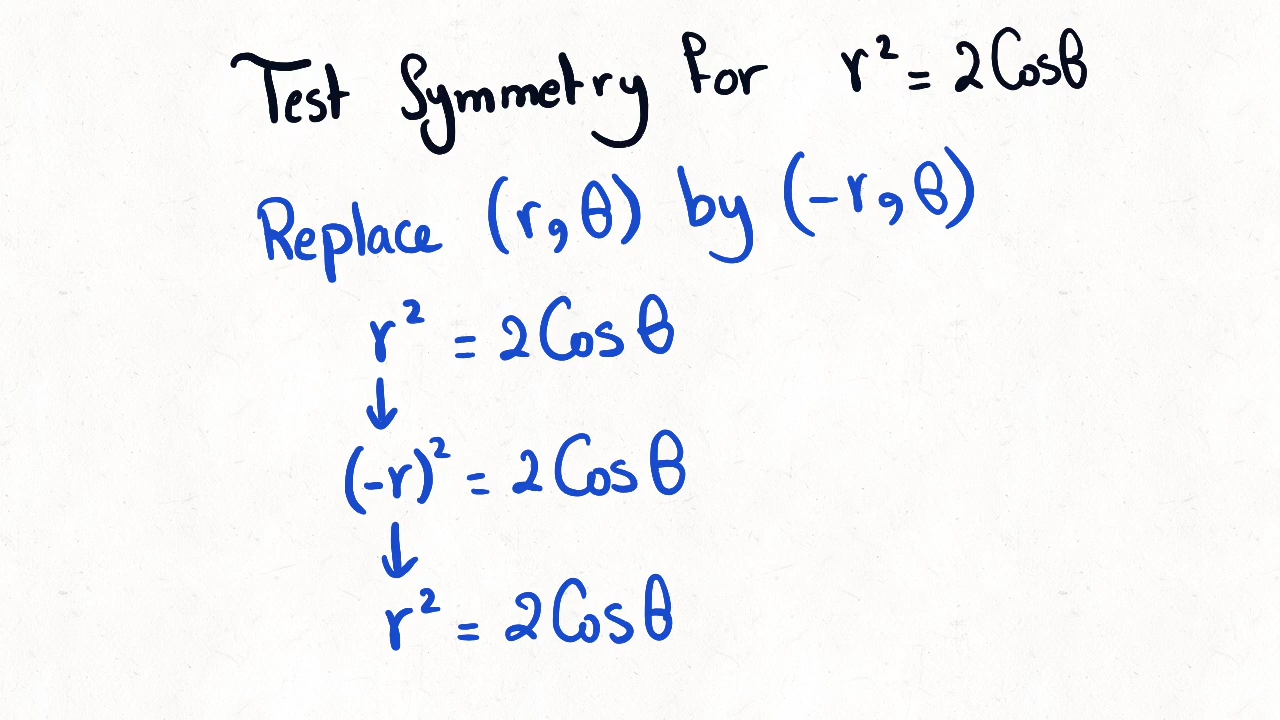 Test Symmetry for r² = 2Cosθ
Replace (r,θ) by (-r,θ)
r² = 2Cosθ
↓
(-r)² = 2Cosθ
↓
r² = 2Cosθ